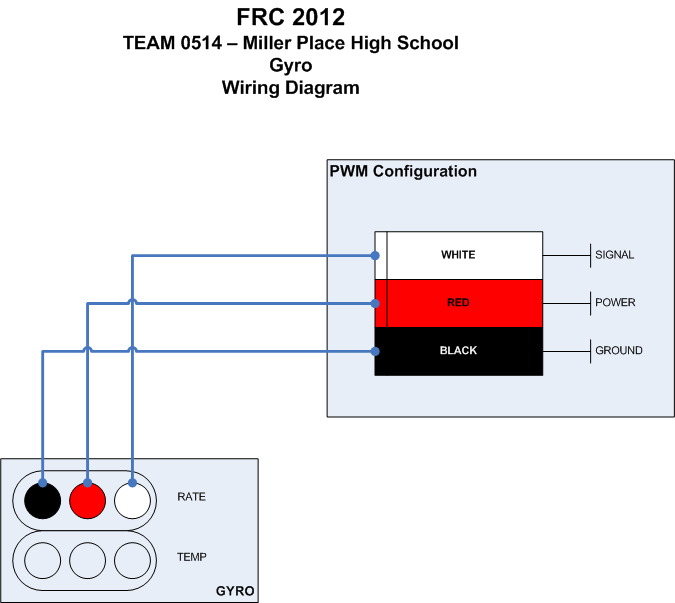 FRC 2012
TEAM 0514 – Miller Place High School
Gyro
Wiring Diagram
PWM Configuration
WHITE
SIGNAL
RED
POWER
BLACK
GROUND
RATE
TEMP
GYRO